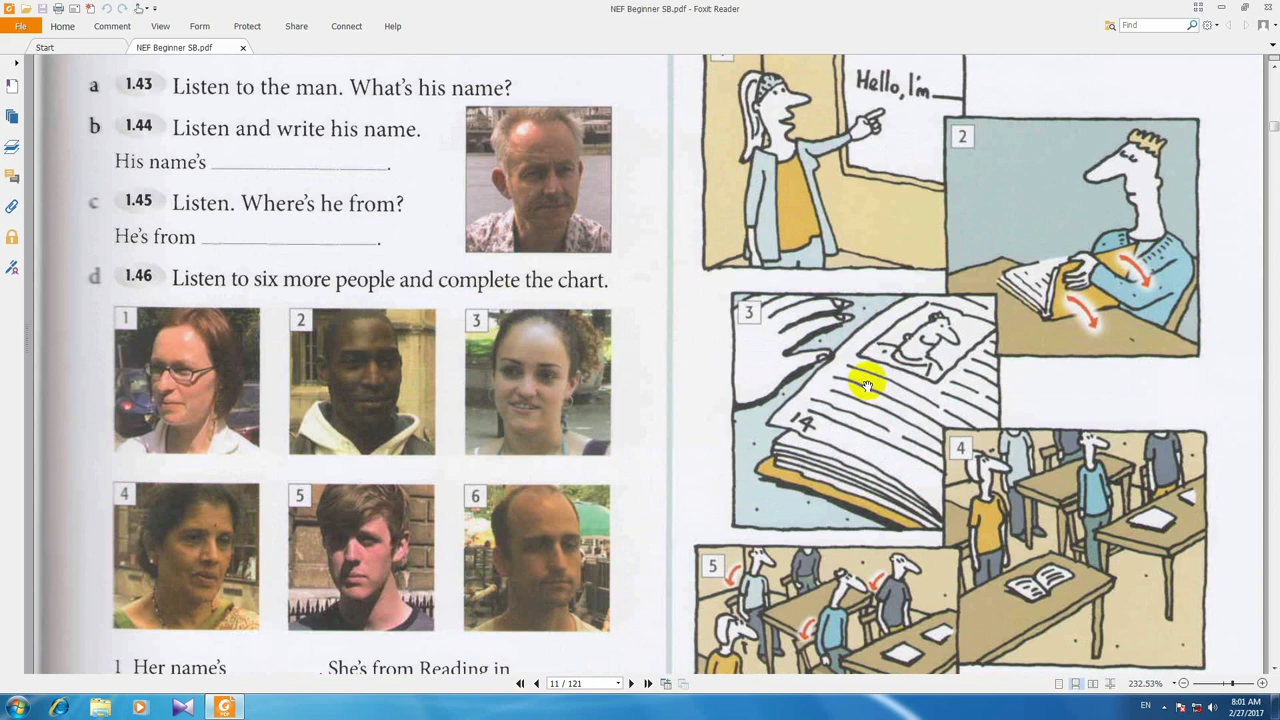 NEF Beginner SB.pdf - Foxit Reader
File Home Comment View Form Protect Share Connect Help
Find
Start
NEF Beginner SB.pdf
a 1.43 Listen to the man. What's his name?
b 1.44 Listen and write his name.
His name's ____________.
c 1.45 Listen. Where's he from?
He's from ____________.
d 1.46 Listen to six more people and complete the chart.
1
2
3
4
5
6
1 Her name's ____________. She's from Reading in
Hello, I'm___
2
3
14
4
5
11 / 121
232.53%
EN
8:01 AM
2/27/2017